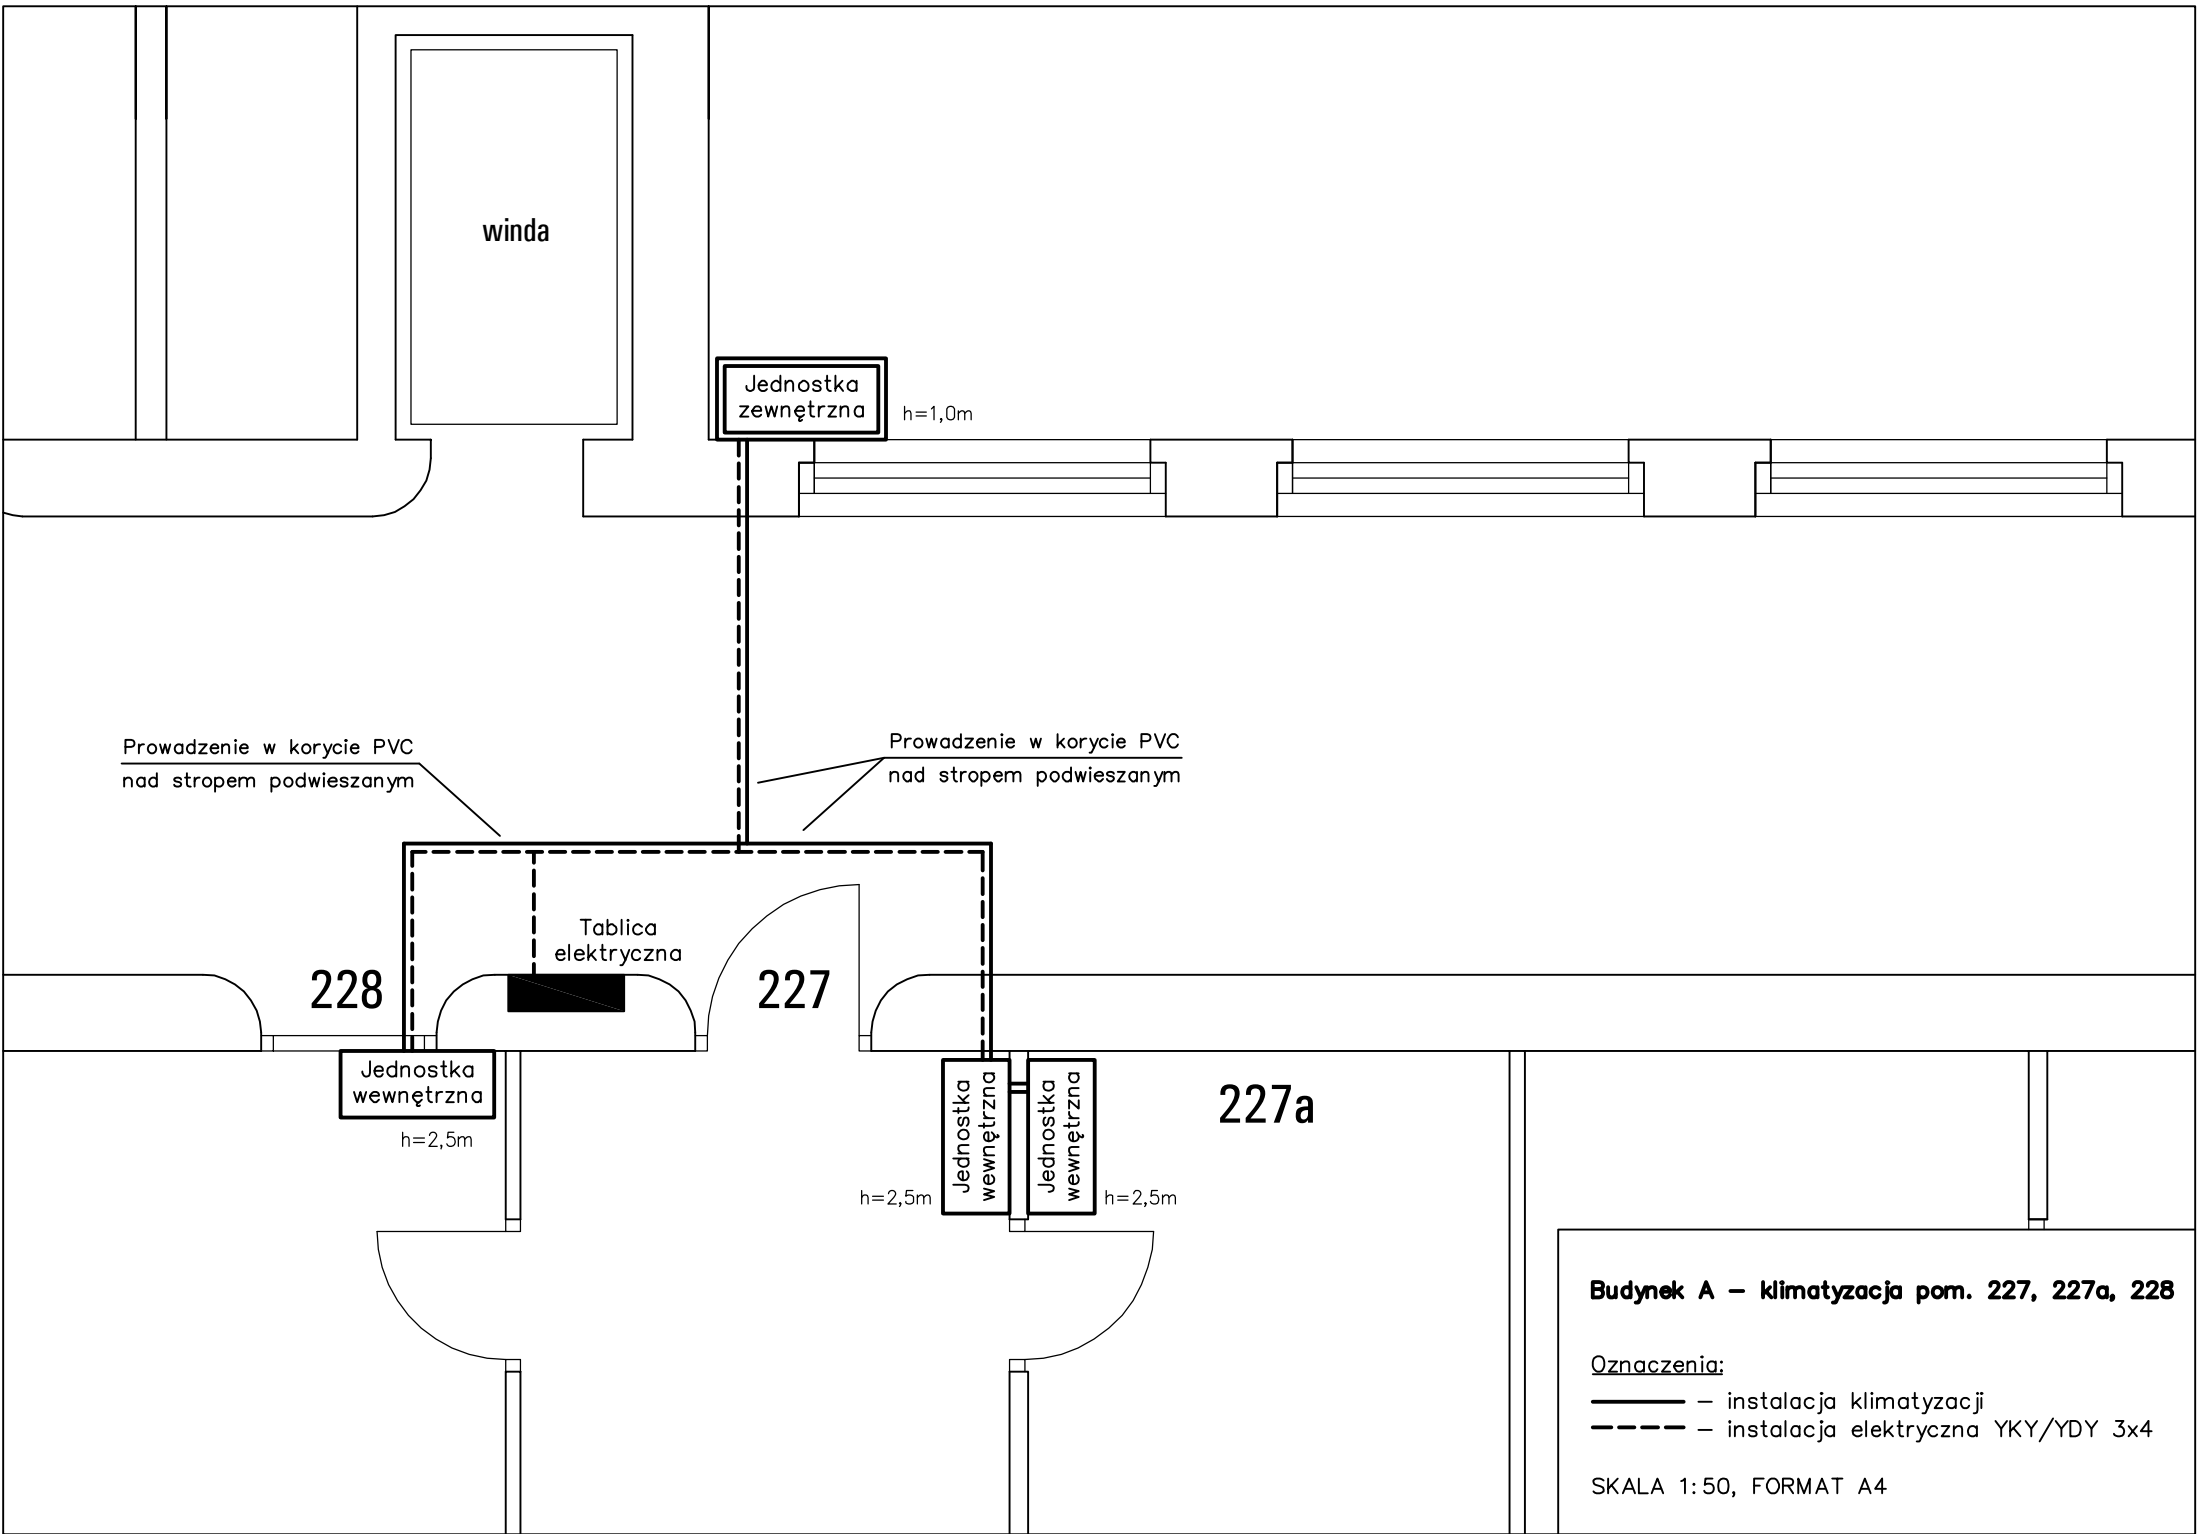 winda
Jednostka
zewnętrzna
h=1,0m
Prowadzenie w korycie PVC
nad stropem podwieszanym
Prowadzenie w korycie PVC
nad stropem podwieszanym
Tablica
elektryczna
228
227
Jednostka
wewnętrzna
h=2,5m
Jednostka
wewnętrzna
h=2,5m
Jednostka
wewnętrzna
h=2,5m
227a
Budynek A – klimatyzacja pom. 227, 227a, 228
Oznaczenia:
– instalacja klimatyzacji
– instalacja elektryczna YKY/YDY 3x4
SKALA 1:50, FORMAT A4